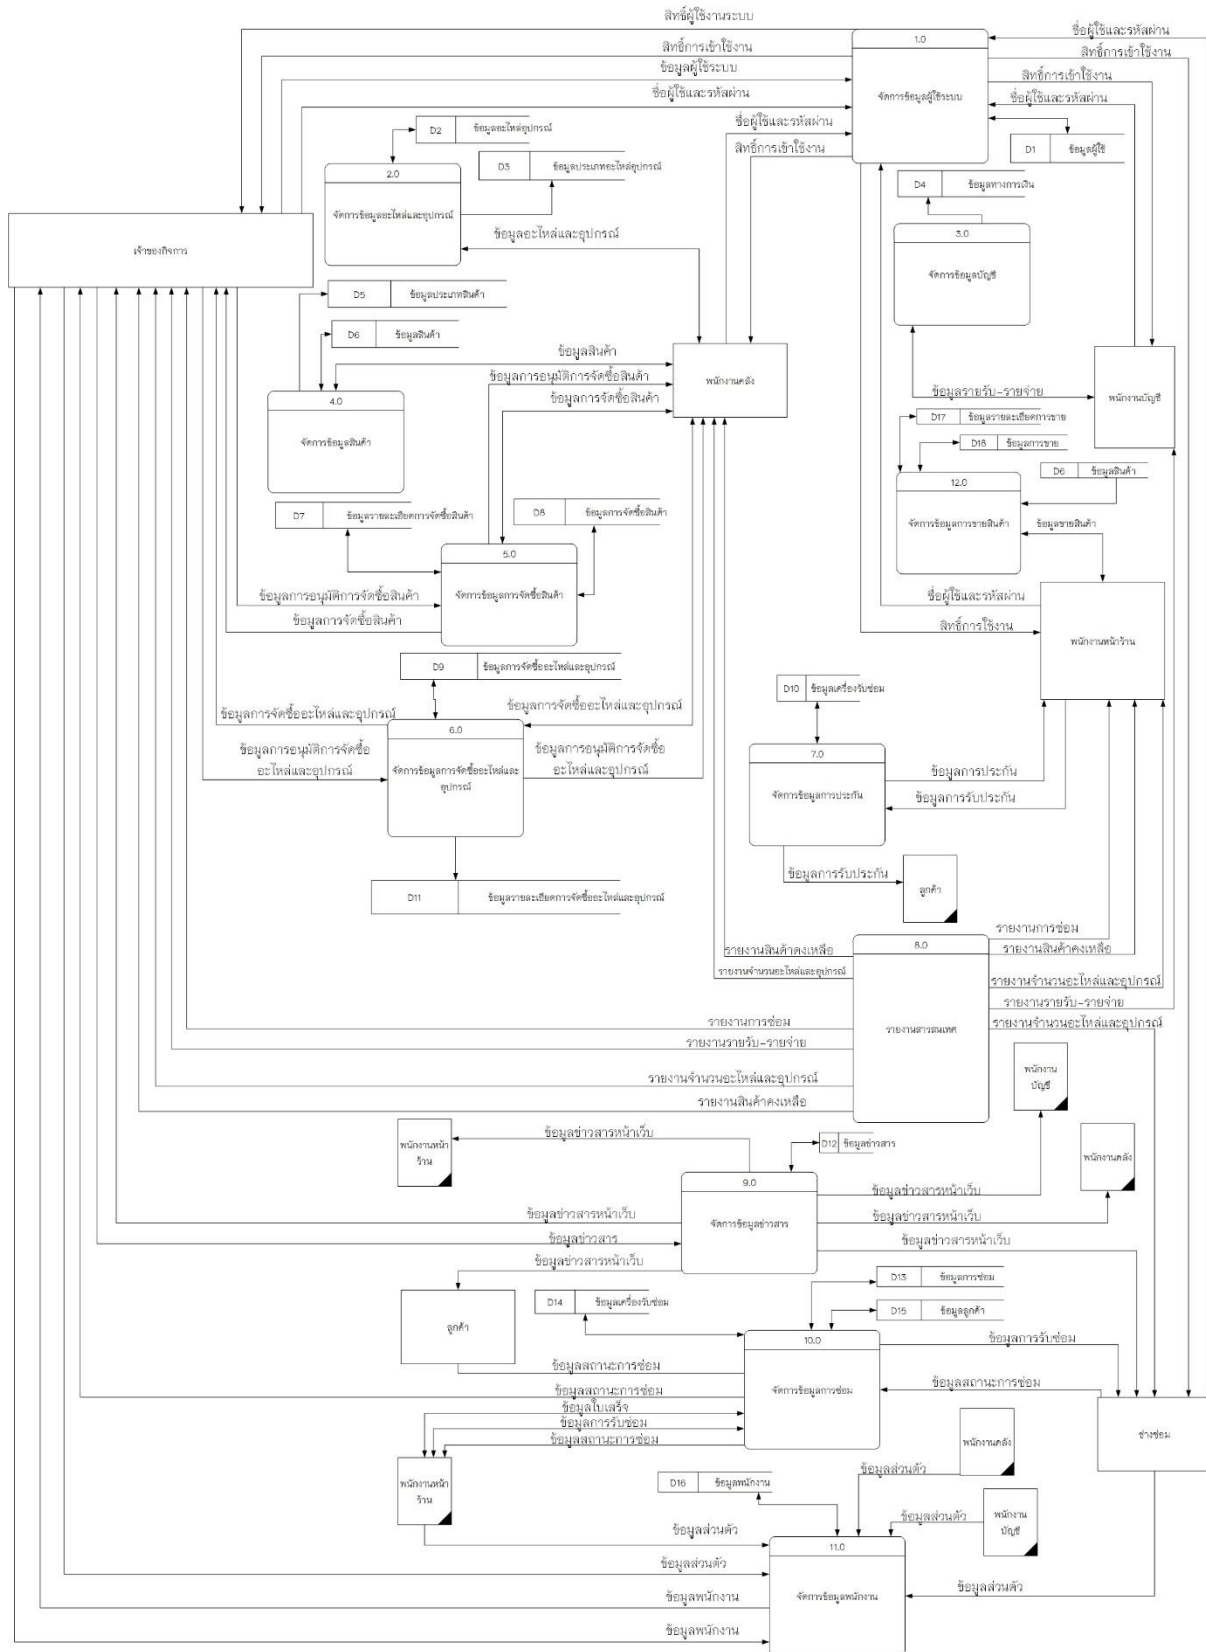 สิทธิ์ผู้ใช้งานระบบ
ชื่อผู้ใช้และรหัสผ่าน
1.0
สิทธิ์การเข้าใช้งาน
สิทธิ์การเข้าใช้งาน
ข้อมูลผู้ใช้ระบบ
จัดการข้อมูลผู้ใช้ระบบ
สิทธิ์การเข้าใช้งาน
ชื่อผู้ใช้และรหัสผ่าน
ชื่อผู้ใช้และรหัสผ่าน
D2 ข้อมูลอะไหล่อุปกรณ์
ชื่อผู้ใช้และรหัสผ่าน
สิทธิ์การเข้าใช้งาน
D1 ข้อมูลผู้ใช้
D3 ข้อมูลประเภทอะไหล่อุปกรณ์
2.0
จัดการข้อมูลอะไหล่และอุปกรณ์
D4 ข้อมูลทางการเงิน
ข้อมูลอะไหล่และอุปกรณ์
3.0
จัดการข้อมูลบัญชี
เจ้าของกิจการ
D5 ข้อมูลประเภทสินค้า
D6 ข้อมูลสินค้า
ข้อมูลสินค้า
ข้อมูลการอนุมัติการจัดซื้อสินค้า
ข้อมูลการจัดซื้อสินค้า
พนักงานคลัง
ข้อมูลรายรับ-รายจ่าย
พนักงานบัญชี
4.0
จัดการข้อมูลสินค้า
D17 ข้อมูลรายละเอียดการขาย
D18 ข้อมูลการขาย
D6 ข้อมูลสินค้า
12.0
จัดการข้อมูลการขายสินค้า
ข้อมูลขายสินค้า
D7 ข้อมูลรายละเอียดการจัดซื้อสินค้า
D8 ข้อมูลการจัดซื้อสินค้า
5.0
จัดการข้อมูลการจัดซื้อสินค้า
ข้อมูลการอนุมัติการจัดซื้อสินค้า
ข้อมูลการจัดซื้อสินค้า
ชื่อผู้ใช้และรหัสผ่าน
สิทธิ์การใช้งาน
พนักงานหน้าร้าน
D9 ข้อมูลการจัดซื้ออะไหล่และอุปกรณ์
D10 ข้อมูลเครื่องรับซ่อม
ข้อมูลการจัดซื้ออะไหล่และอุปกรณ์
ข้อมูลการจัดซื้ออะไหล่และอุปกรณ์
6.0
จัดการข้อมูลการจัดซื้ออะไหล่และ
อุปกรณ์
ข้อมูลการอนุมัติการจัดซื้อ
อะไหล่และอุปกรณ์
ข้อมูลการอนุมัติการจัดซื้อ
อะไหล่และอุปกรณ์
7.0
จัดการข้อมูลการประกัน
ข้อมูลการประกัน
ข้อมูลการรับประกัน
ข้อมูลการรับประกัน
ลูกค้า
D11 ข้อมูลรายละเอียดการจัดซื้ออะไหล่และอุปกรณ์
8.0
รายงานสารสนเทศ
รายงานการซ่อม
รายงานสินค้าคงเหลือ
รายงานสินค้าคงเหลือ
รายงานจำนวนอะไหล่และอุปกรณ์
รายงานจำนวนอะไหล่และอุปกรณ์
รายงานรายรับ-รายจ่าย
รายงานจำนวนอะไหล่และอุปกรณ์
รายงานการซ่อม
รายงานรายรับ-รายจ่าย
รายงานจำนวนอะไหล่และอุปกรณ์
รายงานสินค้าคงเหลือ
พนักงาน
บัญชี
พนักงานหน้า
ร้าน
ข้อมูลข่าวสารหน้าเว็บ
D12 ข้อมูลข่าวสาร
พนักงานคลัง
9.0
จัดการข้อมูลข่าวสาร
ข้อมูลข่าวสารหน้าเว็บ
ข้อมูลข่าวสารหน้าเว็บ
ข้อมูลข่าวสารหน้าเว็บ
ข้อมูลข่าวสาร
ข้อมูลข่าวสารหน้าเว็บ
ข้อมูลข่าวสารหน้าเว็บ
D13 ข้อมูลการซ่อม
D14 ข้อมูลเครื่องรับซ่อม
D15 ข้อมูลลูกค้า
ลูกค้า
10.0
จัดการข้อมูลการซ่อม
ข้อมูลการรับซ่อม
ข้อมูลสถานะการซ่อม
ข้อมูลสถานะการซ่อม
ข้อมูลสถานะการซ่อม
ข้อมูลใบเสร็จ
ข้อมูลการรับซ่อม
ข้อมูลสถานะการซ่อม
ช่างซ่อม
พนักงานคลัง
พนักงานหน้า
ร้าน
D16 ข้อมูลพนักงาน
ข้อมูลส่วนตัว
พนักงาน
บัญชี
ข้อมูลส่วนตัว
ข้อมูลส่วนตัว
11.0
จัดการข้อมูลพนักงาน
ข้อมูลส่วนตัว
ข้อมูลส่วนตัว
ข้อมูลพนักงาน
ข้อมูลพนักงาน